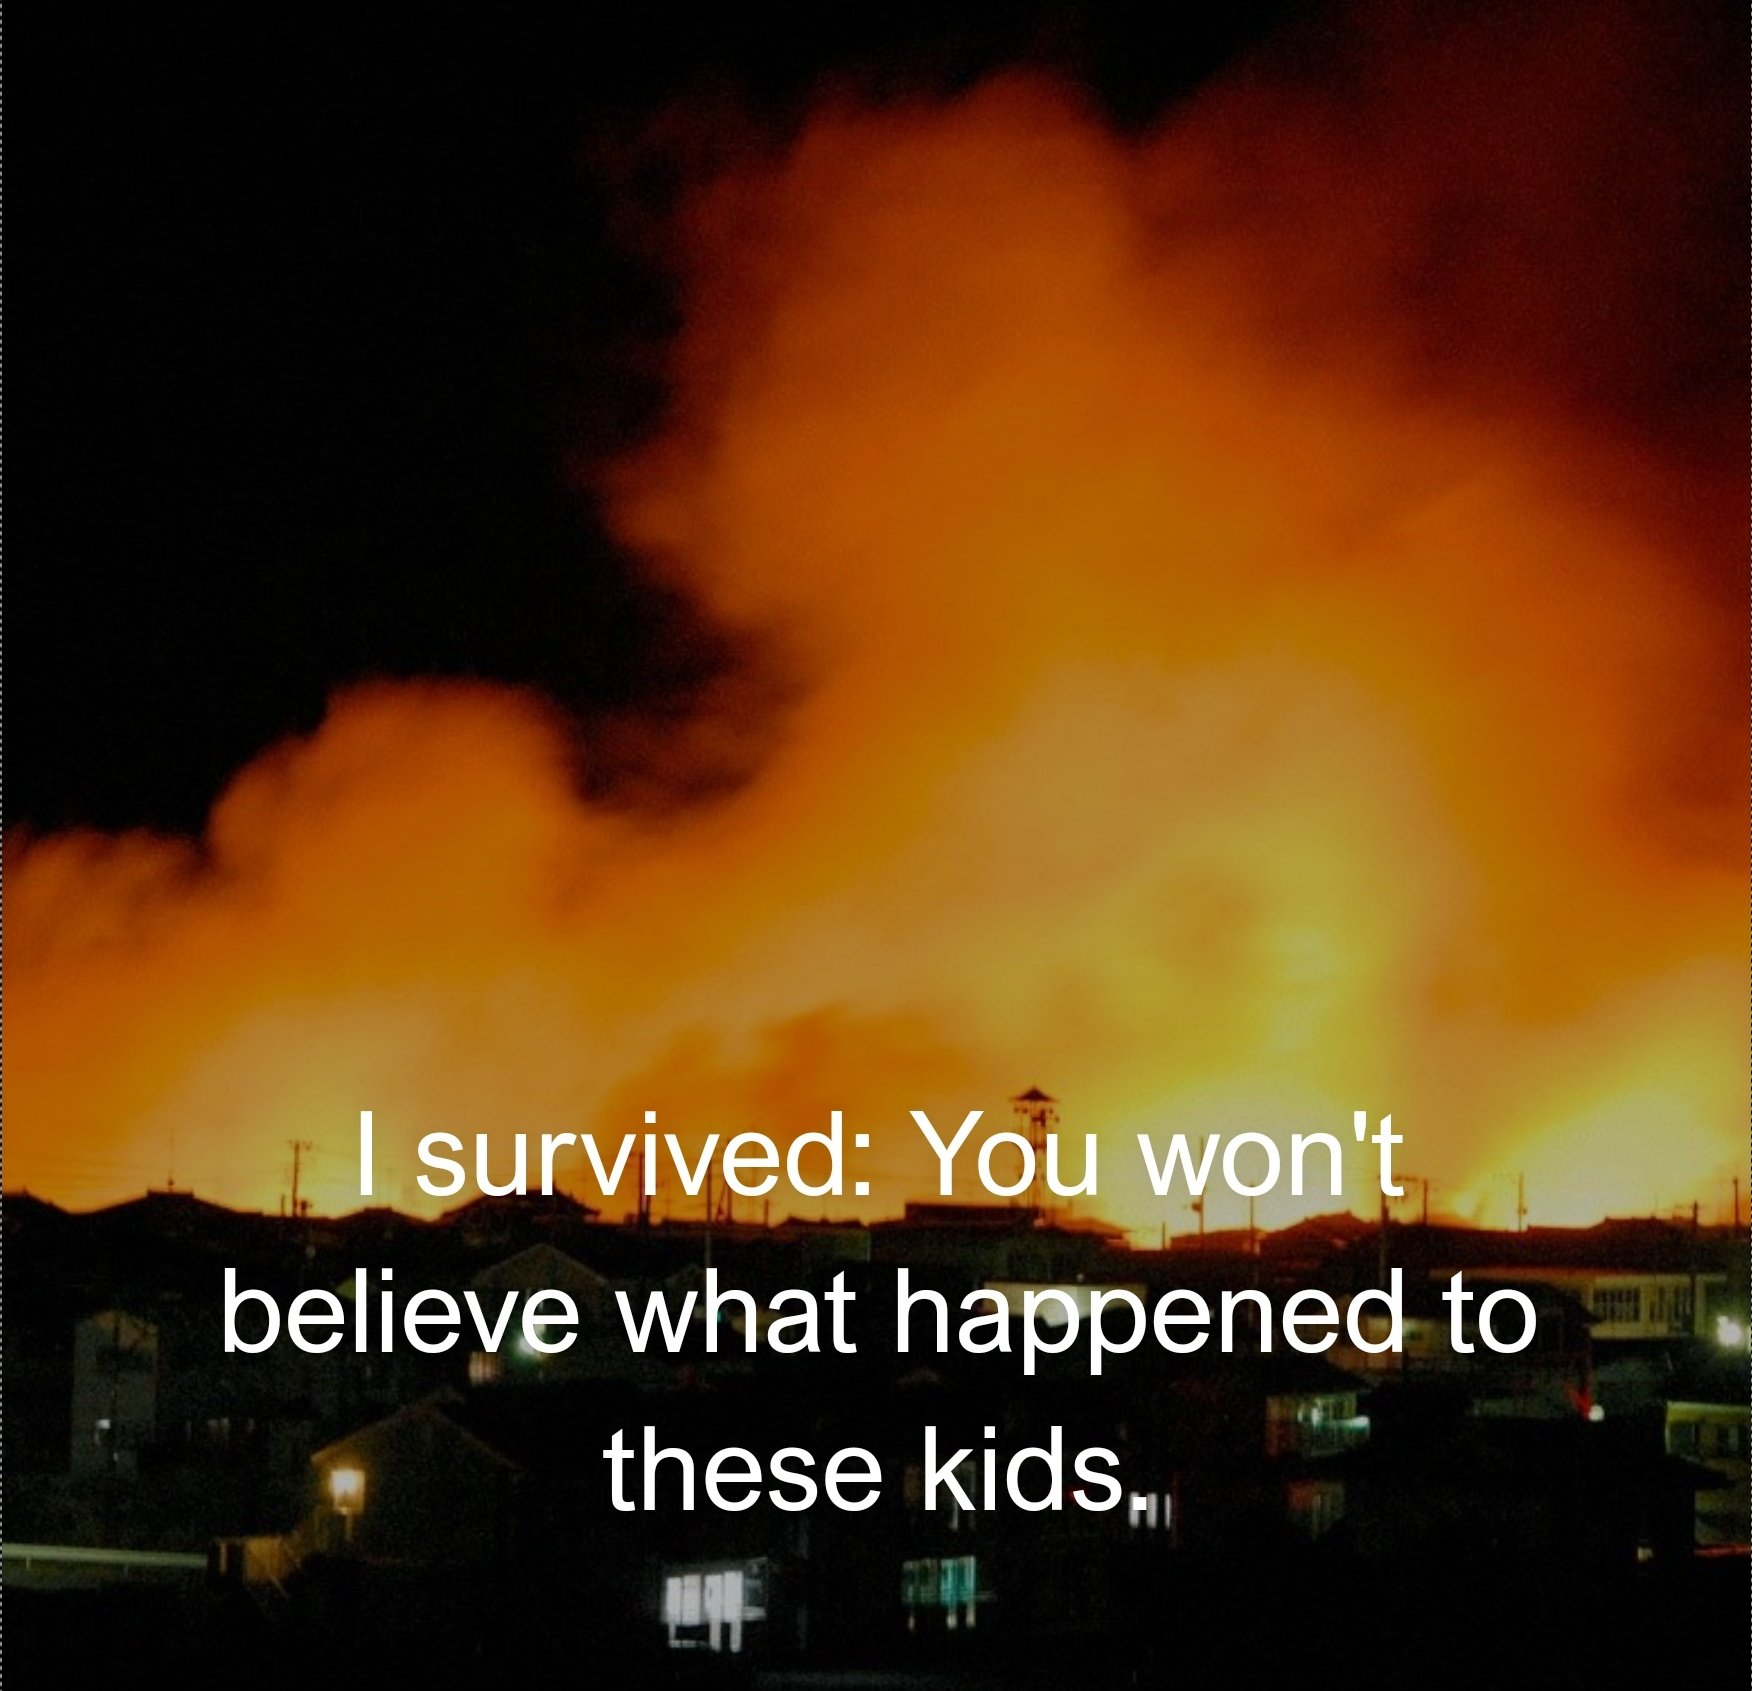 I survived: You won't
believe what happened to
these kids.